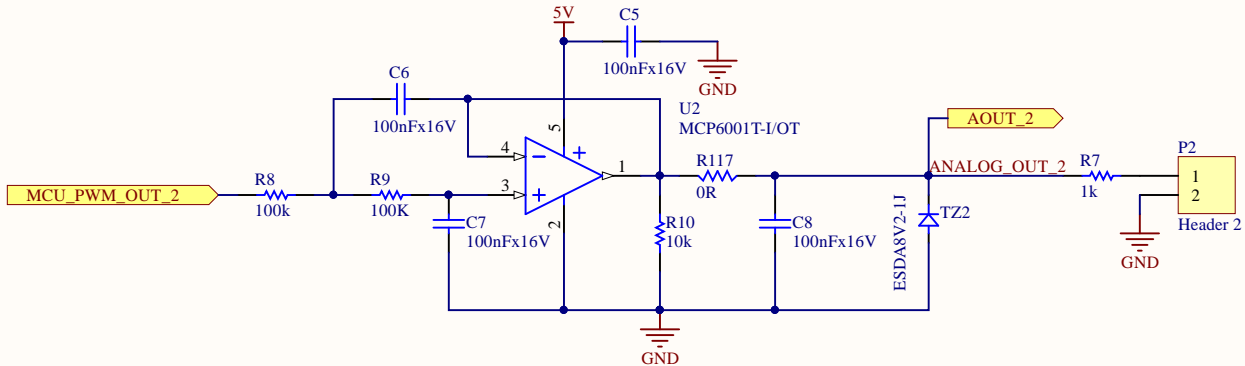 5V
C5
100nFx16V
GND
C6
100nFx16V
U2
MCP6001T-I/OT
5
4
3
1
2
MCU_PWM_OUT_2
R8
100k
R9
100K
C7
100nFx16V
R117
0R
R10
10k
C8
100nFx16V
AOUT_2
ANALOG_OUT_2
ESDA8V2-1J
TZ2
R7
1k
P2
1
2
Header 2
GND
GND